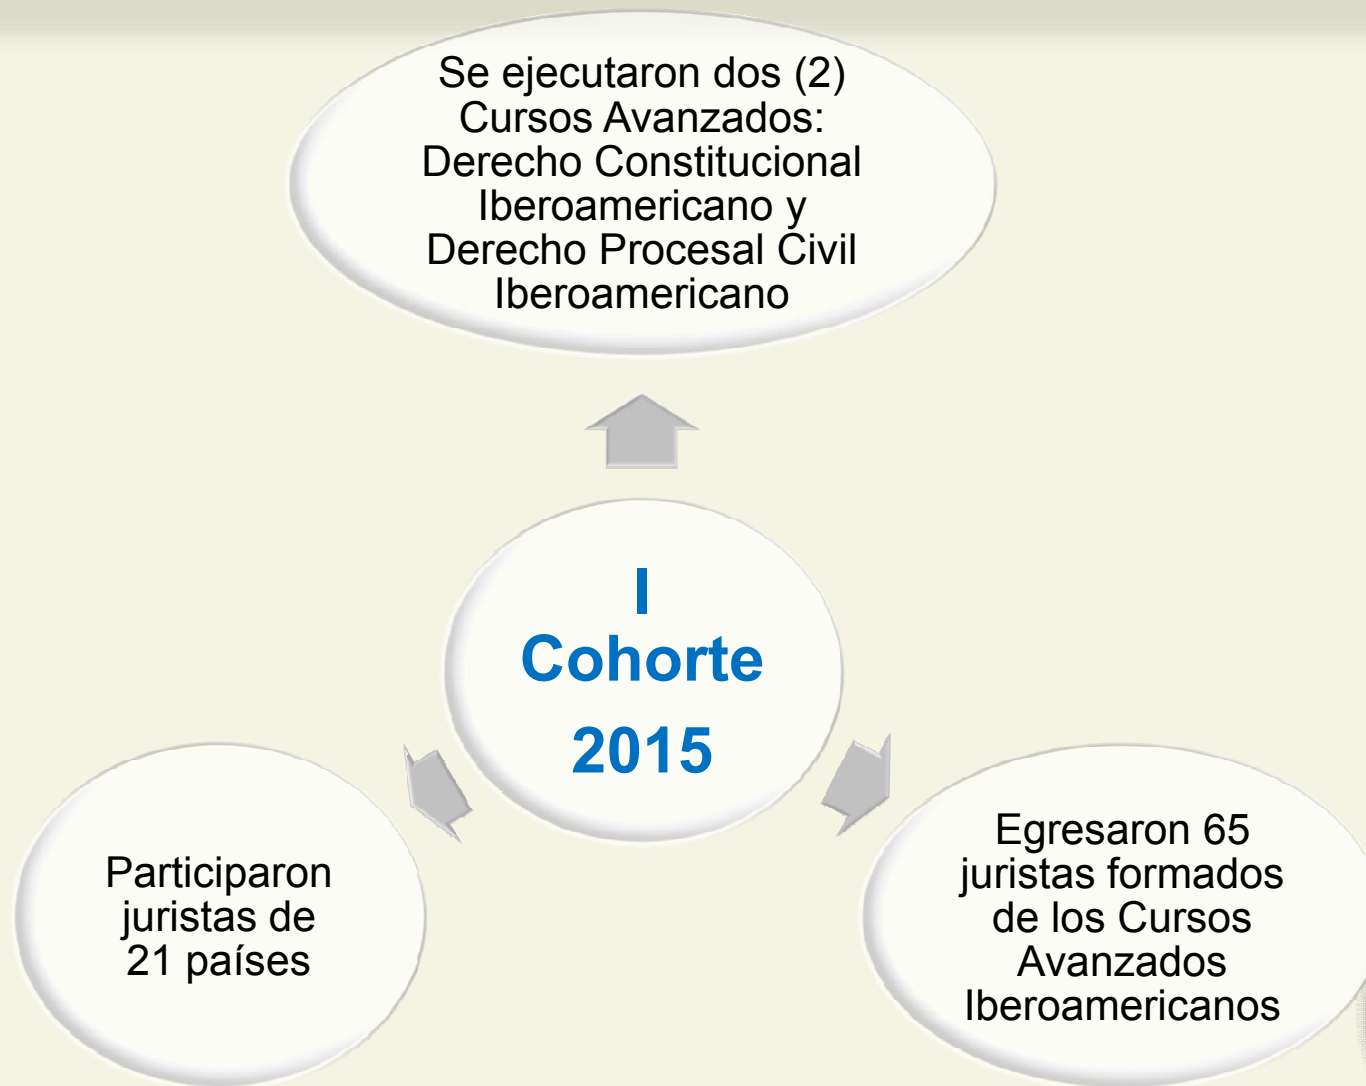 Se ejecutaron dos (2)
Cursos Avanzados:
Derecho Constitucional
Iberoamericano y
Derecho Procesal Civil
Iberoamericano
I
Cohorte
2015
Participaron
juristas de
21 países
Egresaron 65
juristas formados
de los Cursos
Avanzados
Iberoamericanos